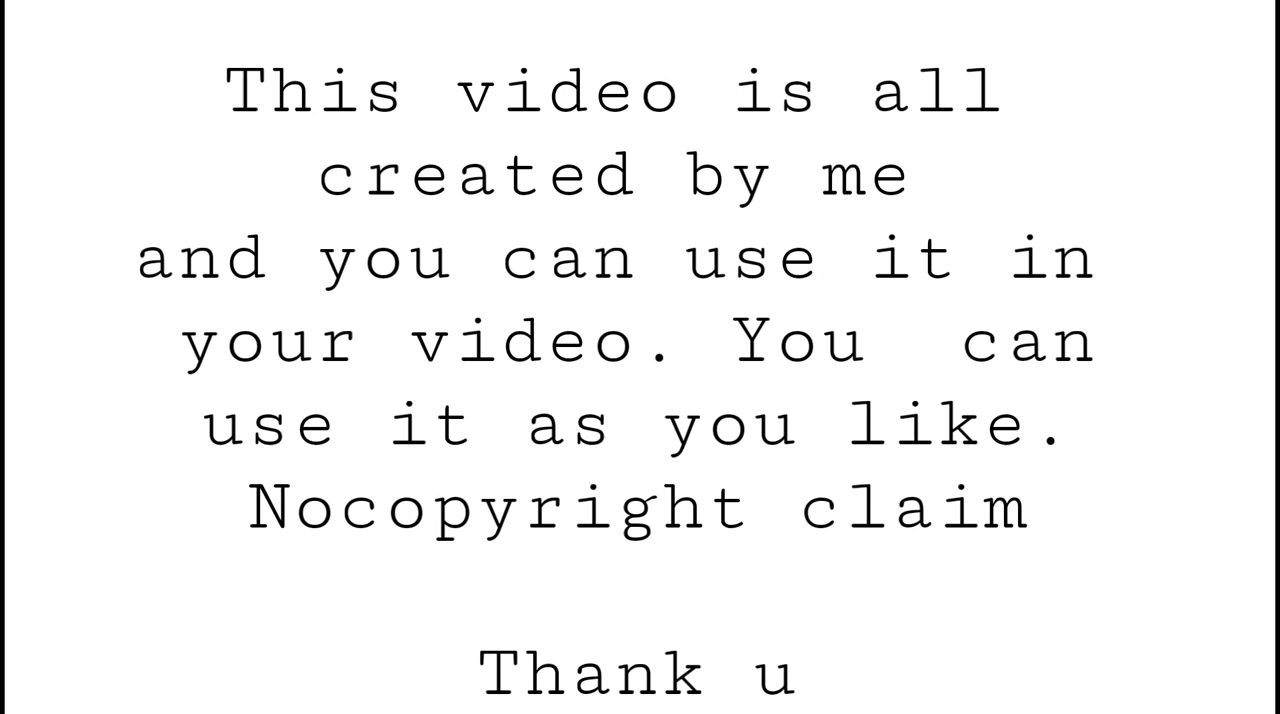 This video is all
created by me
and you can use it in
your video. You  can
use it as you like.
Nocopyright claim
Thank u